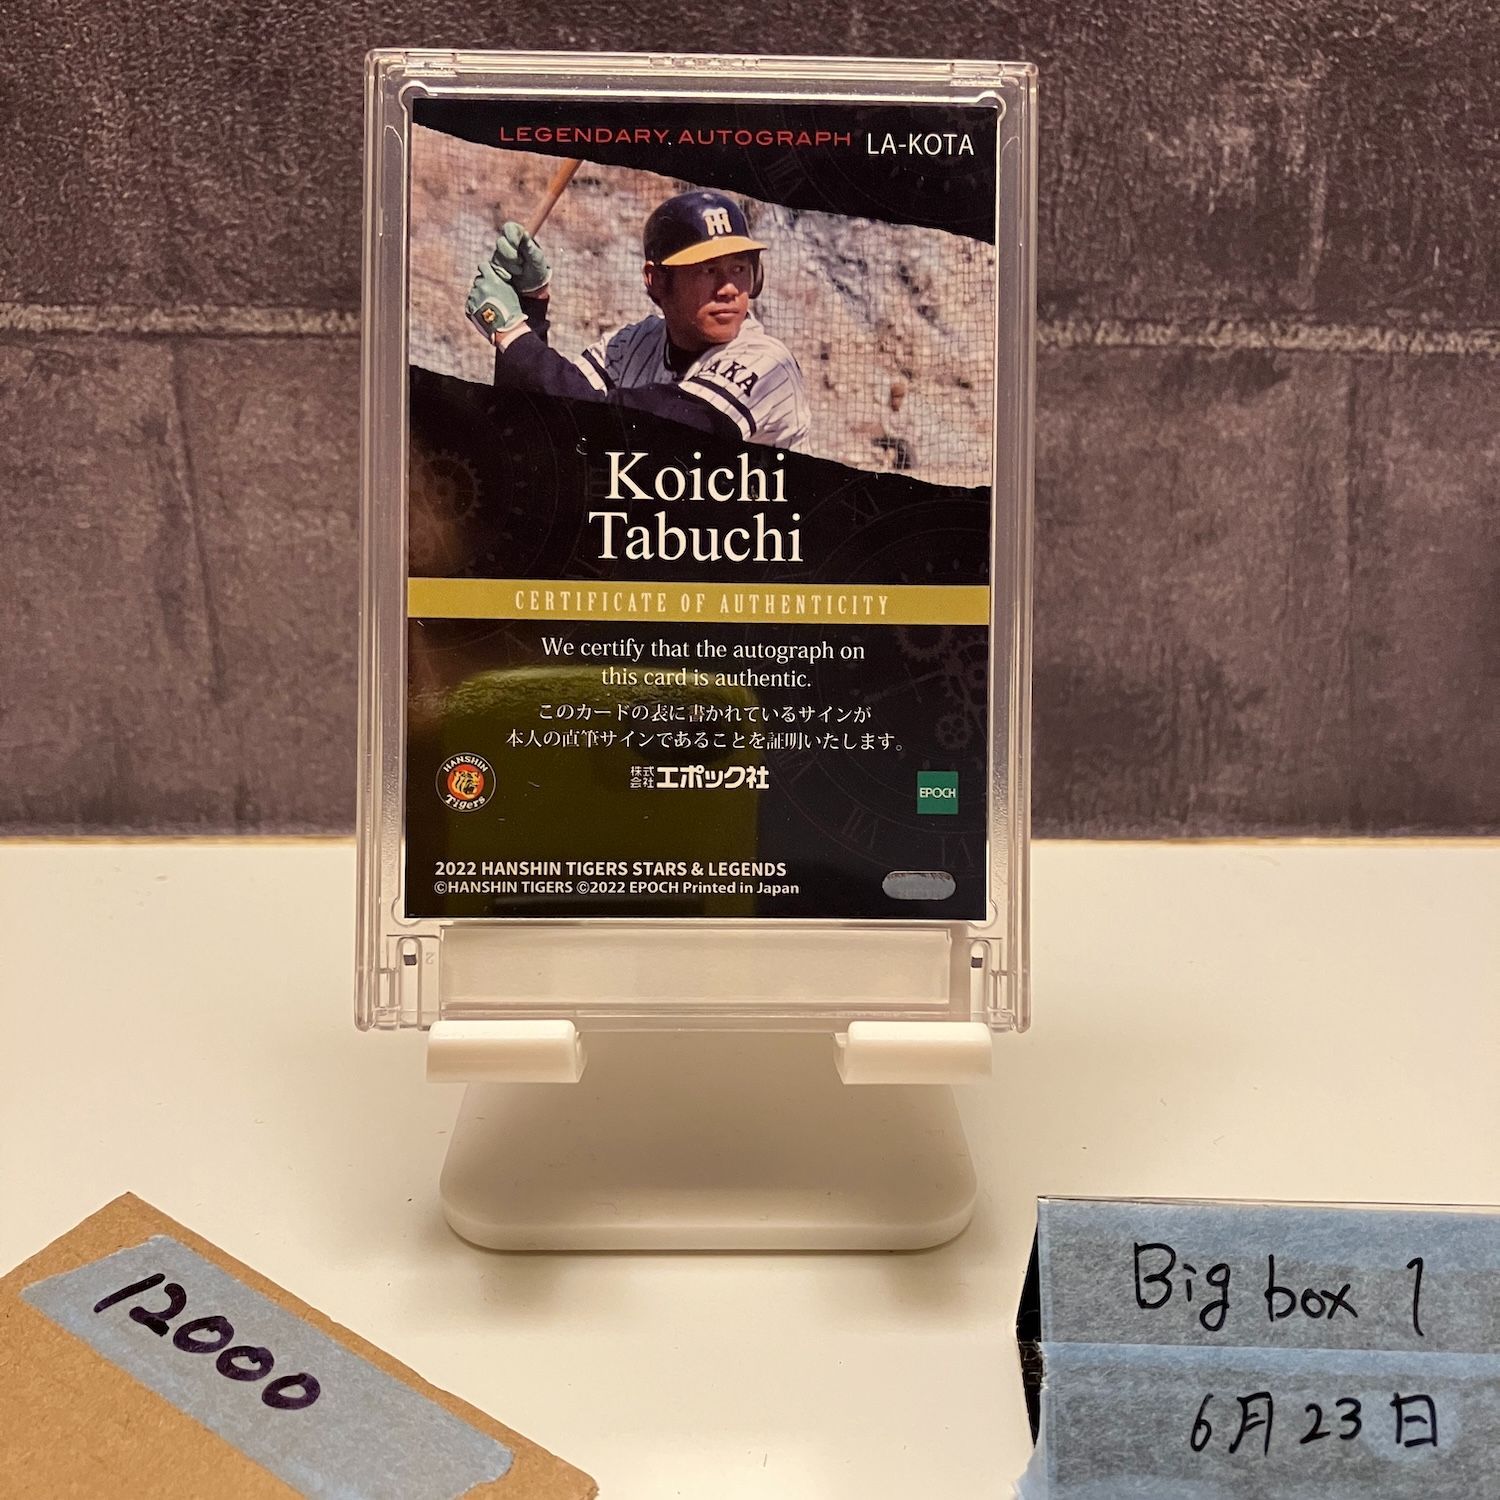 LEGENDARY AUTOGRAPH LA-KOTA
AKA
Koichi
Tabuchi
CERTIFICATE OF AUTHENTICITY
We certify that the autograph on
this card is authentic.
このカードの表に書かれているサインが
本人の直筆サインであることを証明いたします。
HANSHIN
Tigers
株式会社エポック社
EPOCH
2022 HANSHIN TIGERS STARS & LEGENDS
©HANSHIN TIGERS ©2022 EPOCH Printed in Japan
12000
Big box 1
6月23日